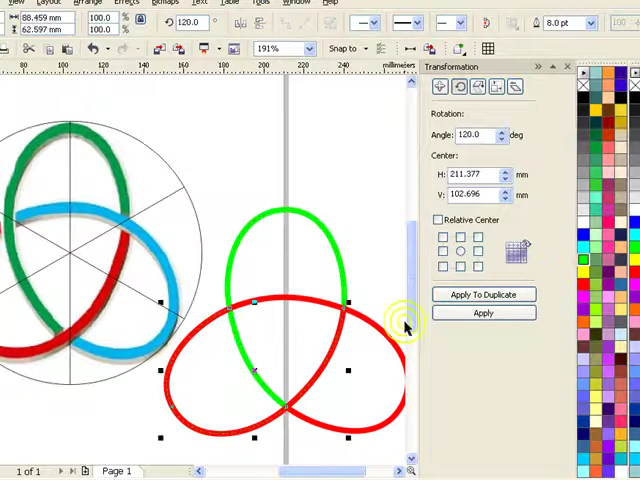 Layout Arrange Effects Bitmaps Text Table Tools Window Help
88.459 mm 100.0 % 120.0 °
62.597 mm 100.0 % 8.0 pt
191% Snap to
80 100 120 140 160 180 200 220 240 millimeters
Transformation
Rotation:
Angle: 120.0 deg
Center:
H: 211.377 mm
V: 102.696 mm
Relative Center
Apply To Duplicate
Apply
1 of 1 Page 1